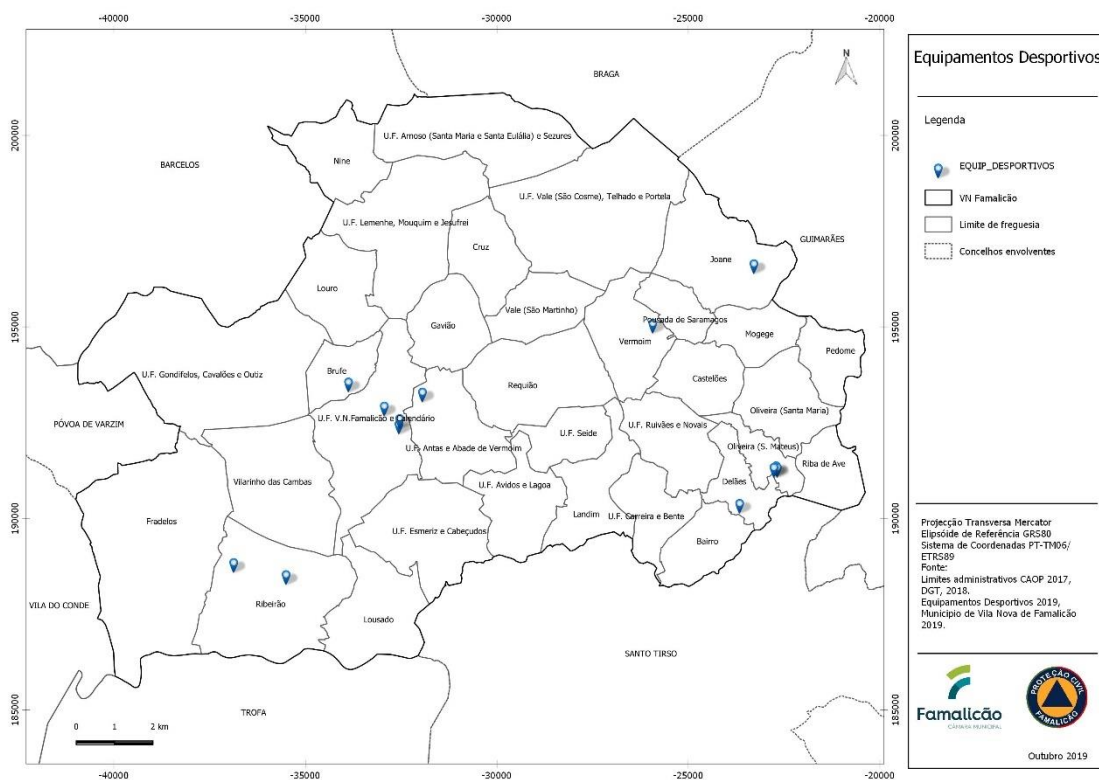 -40000 -35000 -30000 -25000 -20000
Equipamentos Desportivos
N
BRAGA
Legenda
200000 200000
U.F. Arnoso (Santa Maria e Santa Eulália) e Sezures
Nine
BARCELOS
EQUIP_DESPORTIVOS
U.F. Vale (São Cosme), Telhado e Portela
VN Famalicão
U.F. Lemenhe, Mouquim e Jesufrei
Limite de freguesia
GUIMARÃES
Cruz
Concelhos envolventes
Joane
Louro
Vale (São Martinho)
Pousada de Saramagos
195000 195000
Gavião
Mogege
Vermoim
Pedome
Brufe
U.F. Gondifelos, Cavalões e Outiz
Requião
Castelões
Oliveira (Santa Maria)
U.F. V.N.Famalicão e Calendário
PÓVOA DE VARZIM
U.F. Ruivães e Novais
U.F. Seide
U.F. Antas e Abade de Vermoim
Oliveira (S. Mateus)
Riba de Ave
Vilarinho das Cambas
U.F. Avidos e Lagoa
Delães
190000 190000
Fradelos
Landim
U.F. Carreira e Bente
U.F. Esmeriz e Cabeçudos
Bairro
Projecção Transversa Mercator
Elipsóide de Referência GRS80
Sistema de Coordenadas PT-TM06/
ETRS89
Fonte:
Limites administrativos CAOP 2017,
DGT, 2018.
Equipamentos Desportivos 2019,
Municipio de Vila Nova de Famalicão
2019.
VILA DO CONDE
Ribeirão
Lousado
SANTO TIRSO
TROFA
185000 185000
0 1 2 km
Famalicão
CÂMARA MUNICIPAL
PROTEÇÃO CIVIL
FAMALICÃO
Outubro 2019
-40000 -35000 -30000 -25000 -20000